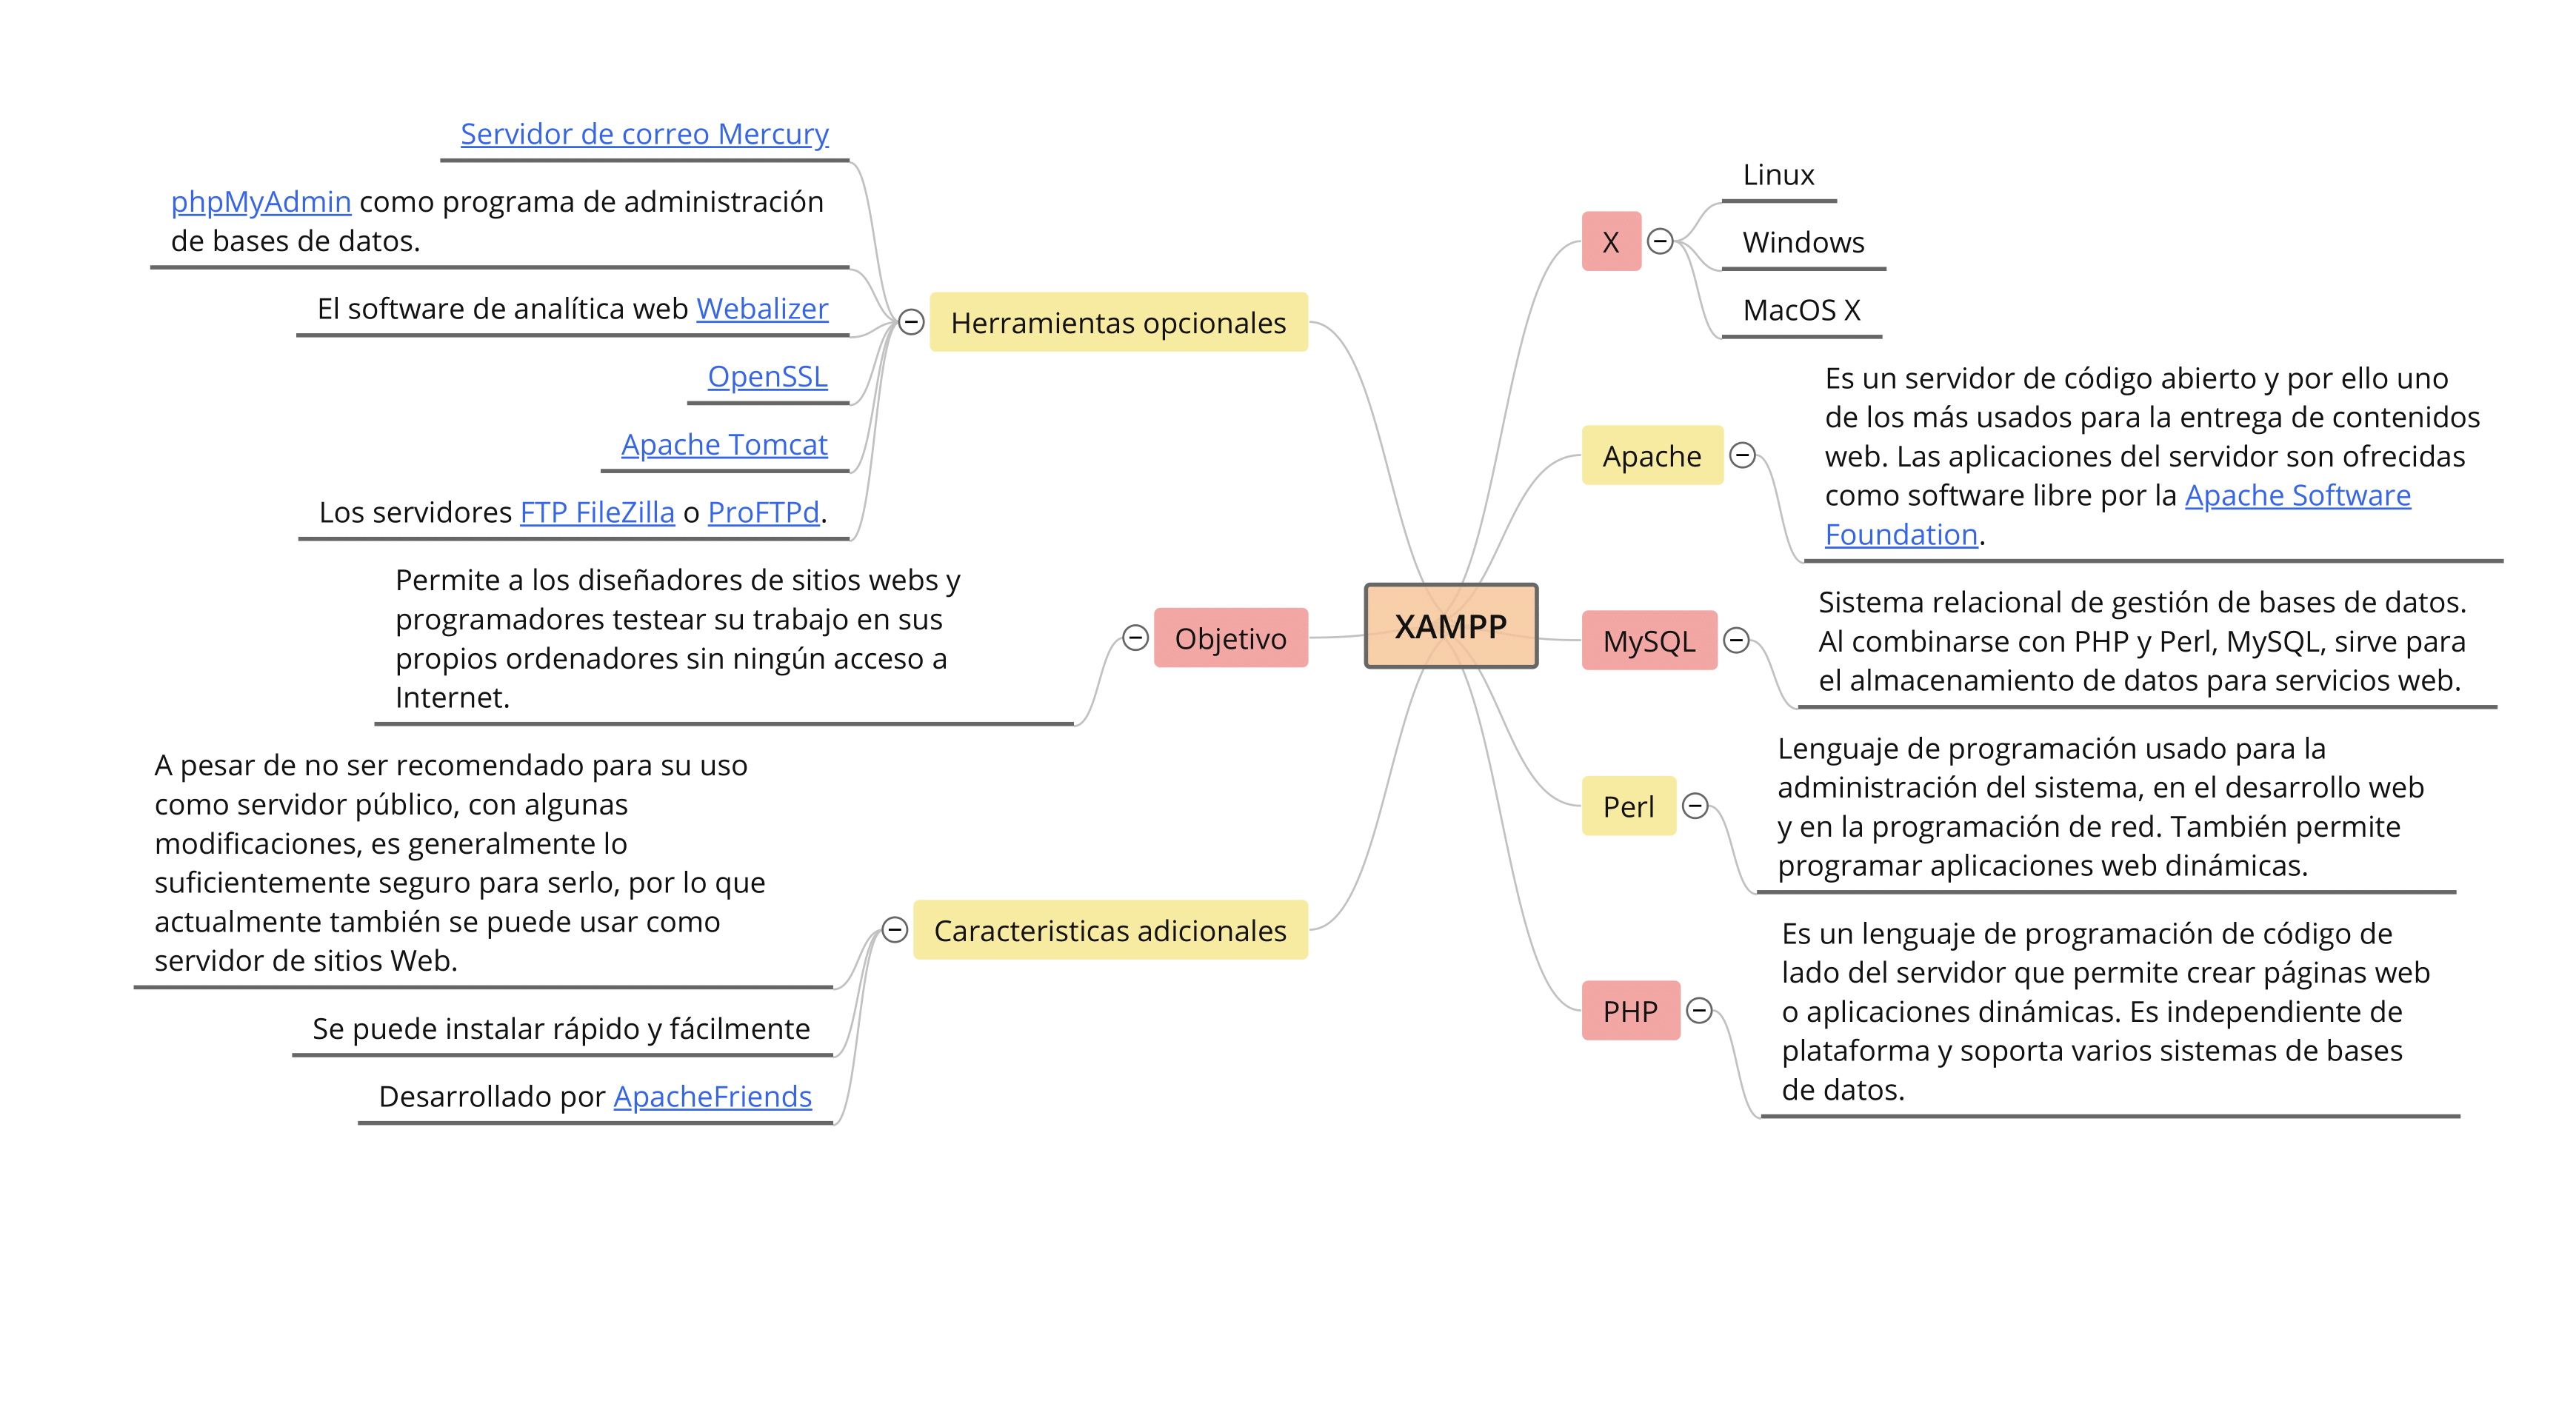 Servidor de correo Mercury
phpMyAdmin como programa de administración
de bases de datos.
El software de analítica web Webalizer
OpenSSL
Apache Tomcat
Los servidores FTP FileZilla o ProFTPd.
Herramientas opcionales
Permite a los diseñadores de sitios webs y
programadores testear su trabajo en sus
propios ordenadores sin ningún acceso a
Internet.
Objetivo
A pesar de no ser recomendado para su uso
como servidor público, con algunas
modificaciones, es generalmente lo
suficientemente seguro para serlo, por lo que
actualmente también se puede usar como
servidor de sitios Web.
Se puede instalar rápido y fácilmente
Desarrollado por ApacheFriends
Caracteristicas adicionales
XAMPP
X
Linux
Windows
MacOS X
Apache
Es un servidor de código abierto y por ello uno
de los más usados para la entrega de contenidos
web. Las aplicaciones del servidor son ofrecidas
como software libre por la Apache Software
Foundation.
MySQL
Sistema relacional de gestión de bases de datos.
Al combinarse con PHP y Perl, MySQL, sirve para
el almacenamiento de datos para servicios web.
Perl
Lenguaje de programación usado para la
administración del sistema, en el desarrollo web
y en la programación de red. También permite
programar aplicaciones web dinámicas.
PHP
Es un lenguaje de programación de código de
lado del servidor que permite crear páginas web
o aplicaciones dinámicas. Es independiente de
plataforma y soporta varios sistemas de bases
de datos.